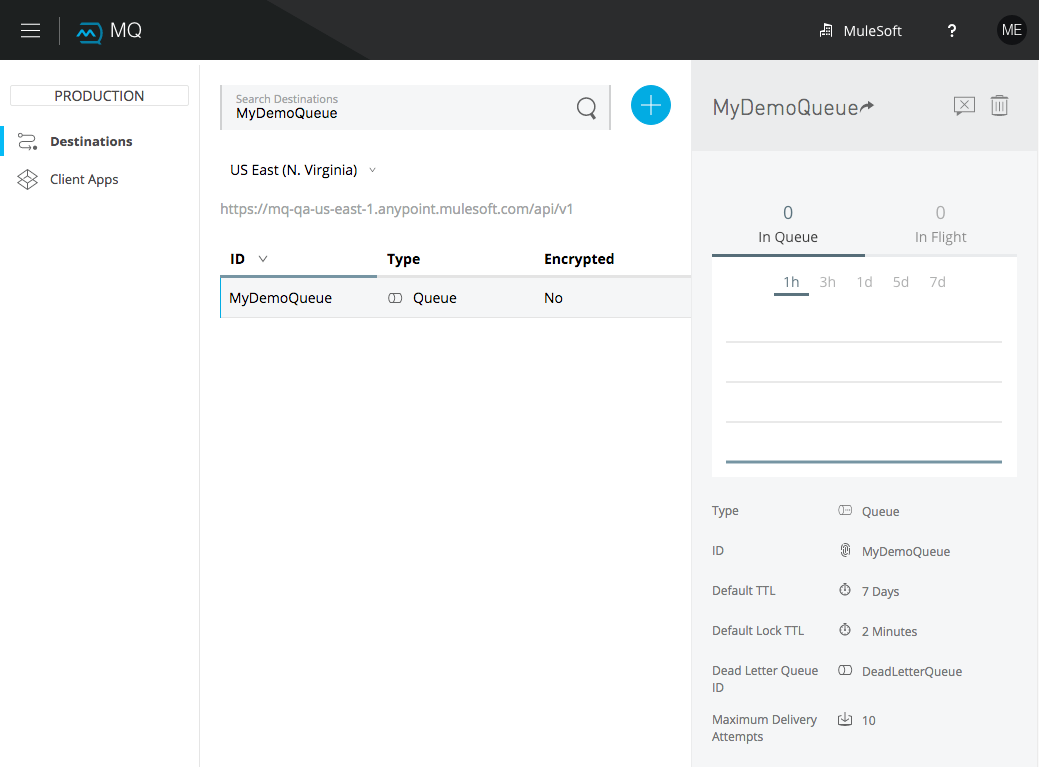 MQ
MuleSoft
?
ME
PRODUCTION
Destinations
Client Apps
Search Destinations
MyDemoQueue
US East (N. Virginia)
https://mq-qa-us-east-1.anypoint.mulesoft.com/api/v1
ID Type Encrypted
MyDemoQueue Queue No
MyDemoQueue
0 0
In Queue In Flight
1h 3h 1d 5d 7d
Type Queue
ID MyDemoQueue
Default TTL 7 Days
Default Lock TTL 2 Minutes
Dead Letter Queue DeadLetterQueue
ID
Maximum Delivery 10
Attempts